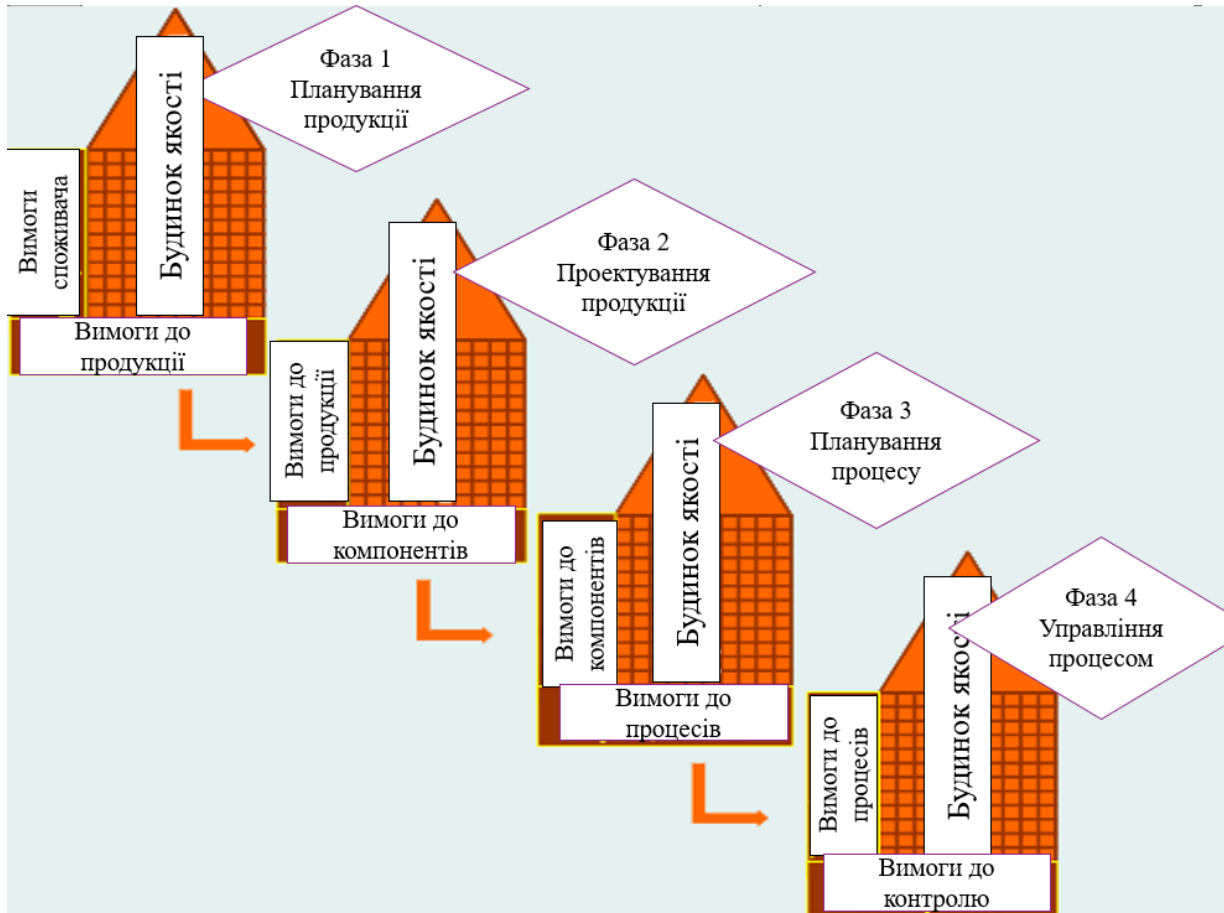 Фаза 1
Планування
продукції
Будинок якості
Вимоги
споживача
Вимоги до
продукції
Фаза 2
Проектування
продукції
Будинок якості
Вимоги до
продукції
Вимоги до
компонентів
Фаза 3
Планування
процесу
Будинок якості
Вимоги до
компонентів
Вимоги до
процесів
Фаза 4
Управління
процесом
Будинок якості
Вимоги до
процесів
Вимоги до
контролю